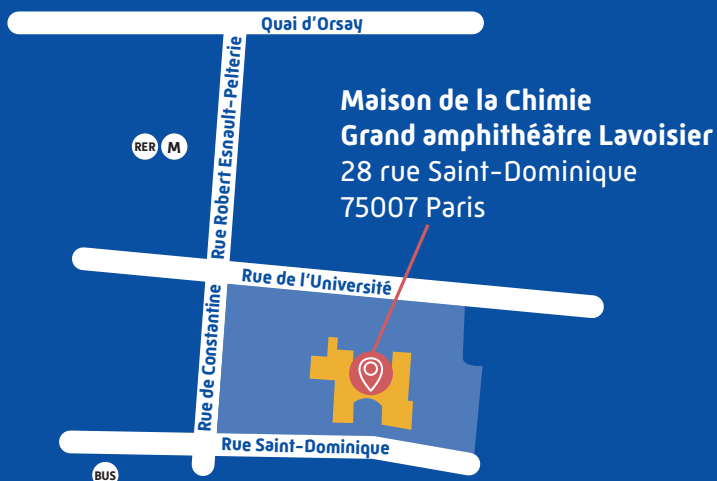 Quai d'Orsay
Rue Robert Esnault-Pelterie
Maison de la Chimie
Grand amphithéâtre Lavoisier
28 rue Saint-Dominique
75007 Paris
RER M
Rue de l'Université
Rue de Constantine
Rue Saint-Dominique
BUS